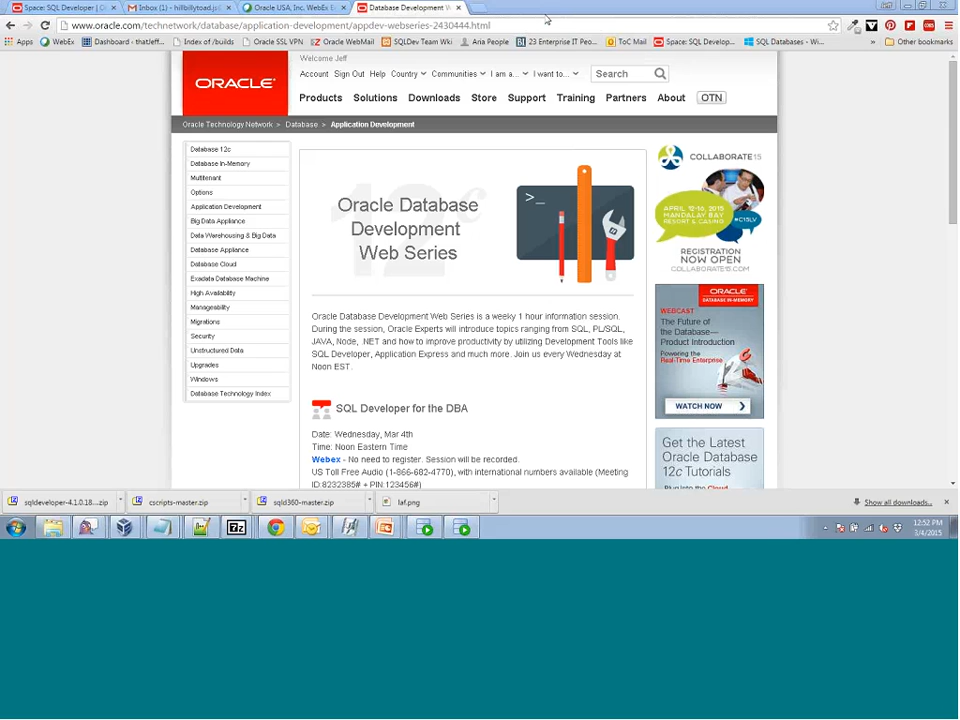 Space: SQL Developer [
Inbox (1) - hillbillytoad.js
Oracle USA, Inc. WebEx E
Database Development W
www.oracle.com/technetwork/database/application-development/appdev-webseries-2430444.html
Apps
WebEx
Dashboard - thatJeff...
Index of /builds
Oracle SSL VPN
Oracle WebMail
SQLDev Team Wki
Aria People
23 Enterprise IT Peo...
ToC Mail
Space: SQL Develop...
SQL Databases - Wi...
»
Other bookmarks
Welcome Jeff
Account Sign Out Help Country Communities I am a... I want to... Search
ORACLE
Products Solutions Downloads Store Support Training Partners About OTN
Oracle Technology Network > Database > Application Development
Database 12c
Database In-Memory
Multitenant
Options
Application Development
Big Data Appliance
Data Warehousing & Big Data
Database Appliance
Database Cloud
Exadata Database Machine
High Availability
Manageability
Migrations
Security
Unstructured Data
Upgrades
Windows
Database Technology Index
12c
Oracle Database
Development
Web Series
>_
Oracle Database Development Web Series is a weeky 1 hour information session.
During the session, Oracle Experts will introduce topics ranging from SQL, PL/SQL,
JAVA, Node, .NET and how to improve productivity by utilizing Development Tools like
SQL Developer, Application Express and much more. Join us every Wednesday at
Noon EST.
SQL Developer for the DBA
Date: Wednesday, Mar 4th
Time: Noon Eastern Time
Webex - No need to register. Session will be recorded.
US Toll Free Audio (1-866-682-4770), with international numbers available (Meeting
ID:8232385# + PIN:123456#)
COLLABORATE15
APRIL 12-16, 2015
MANDALAY BAY
RESORT & CASINO
#C15LV
REGISTRATION
NOW OPEN
COLLABORATE15.COM
ORACLE
DATABASE IN-MEMORY
WEBCAST
The Future of
the Database—
Product Introduction
Powering the
Real-Time Enterprise
WATCH NOW
Get the Latest
Oracle Database
12c Tutorials
Plug into the Cloud
sqldeveloper-4.1.0.18....zip
cscripts-master.zip
sqld360-master.zip
laf.png
Show all downloads...
7z
12:52 PM
3/4/2015